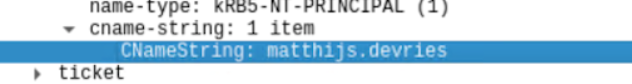 name-type: kRB5-NT-PRINCIPAL (1)
cname-string: 1 item
CNameString: matthijs.devries
ticket